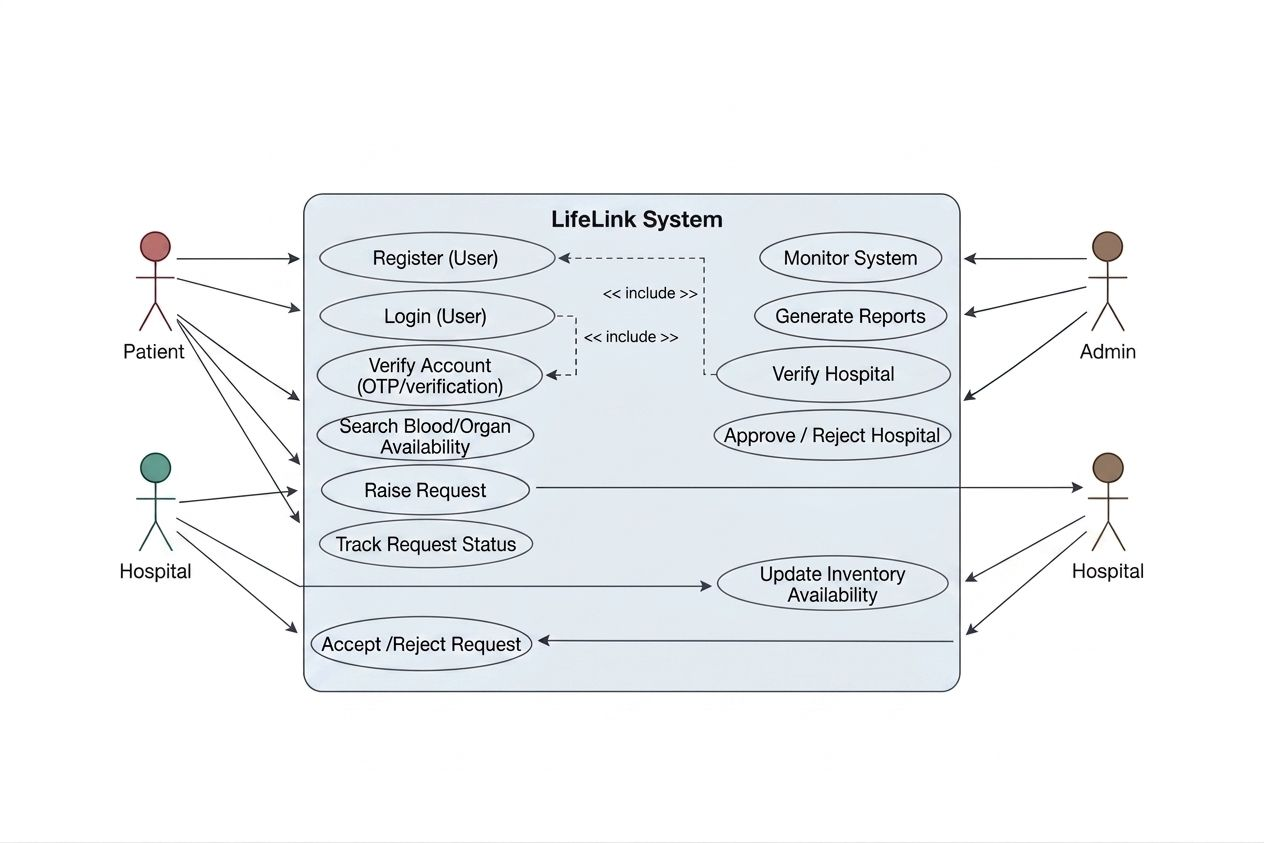 LifeLink System
Register (User)
Monitor System
<< include >>
Login (User)
Generate Reports
<< include >>
Patient
Admin
Verify Account
(OTP/verification)
Verify Hospital
Search Blood/Organ
Availability
Approve / Reject Hospital
Raise Request
Track Request Status
Hospital
Hospital
Update Inventory
Availability
Accept /Reject Request